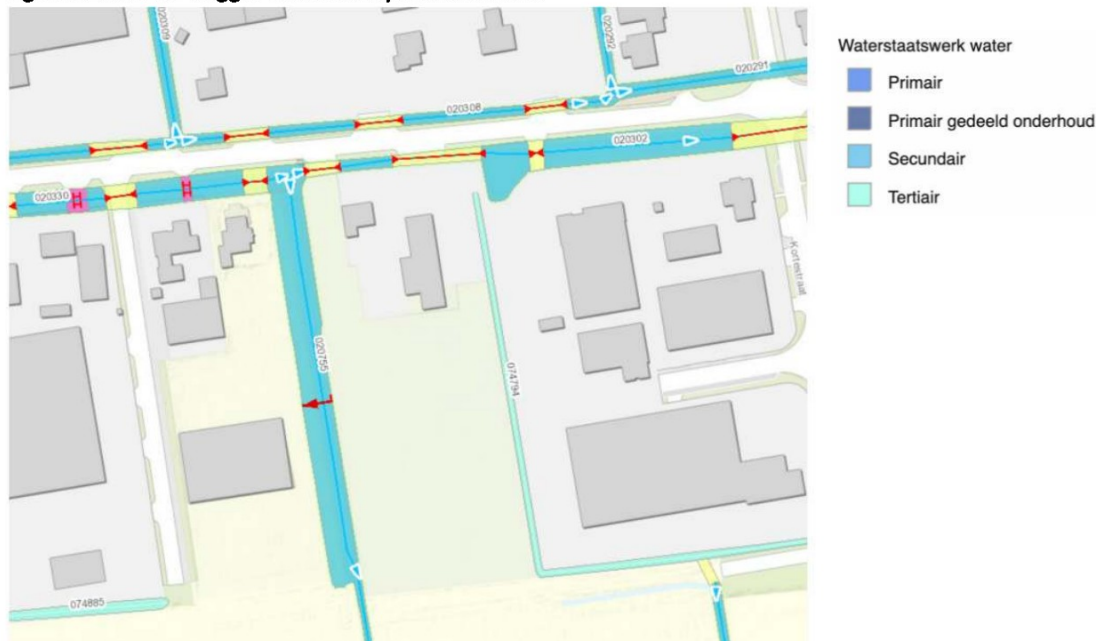 020309
020292
020291
020308
020302
020330
Kortestraat
020755
074794
074885
Waterstaatswerk water
Primair
Primair gedeeld onderhoud
Secundair
Tertiair